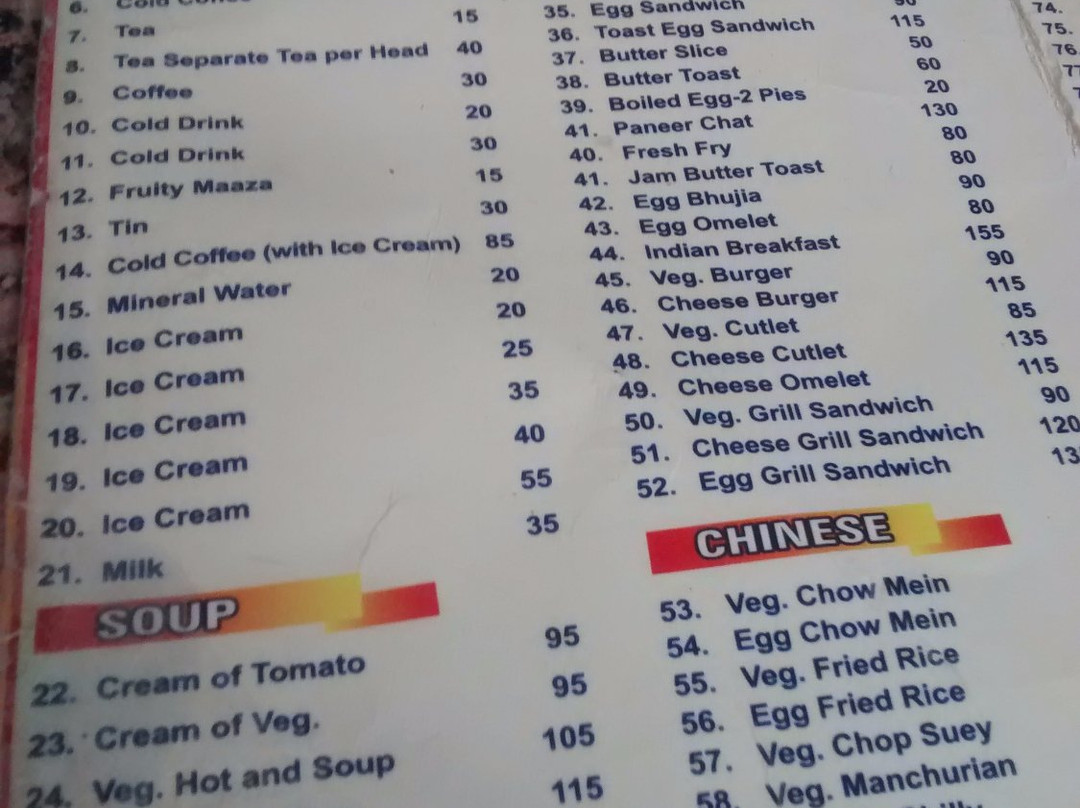 6. Cold
7. Tea 15
8. Tea Separate Tea per Head 40
9. Coffee 30
10. Cold Drink 20
11. Cold Drink 30
12. Fruity Maaza 15
13. Tin 30
14. Cold Coffee (with Ice Cream) 85
15. Mineral Water 20
16. Ice Cream 20
17. Ice Cream 25
18. Ice Cream 35
19. Ice Cream 40
20. Ice Cream 55
21. Milk 35
SOUP
22. Cream of Tomato 95
23. Cream of Veg. 95
24. Veg. Hot and Soup 105
115
35. Egg Sandwich
36. Toast Egg Sandwich 115
37. Butter Slice 50
38. Butter Toast 60
39. Boiled Egg-2 Pies 20
41. Paneer Chat 130
40. Fresh Fry 80
41. Jam Butter Toast 80
42. Egg Bhujia 90
43. Egg Omelet 80
44. Indian Breakfast 155
45. Veg. Burger 90
46. Cheese Burger 115
47. Veg. Cutlet 85
48. Cheese Cutlet 135
49. Cheese Omelet 115
50. Veg. Grill Sandwich 90
51. Cheese Grill Sandwich 120
52. Egg Grill Sandwich 13
CHINESE
53. Veg. Chow Mein
54. Egg Chow Mein
55. Veg. Fried Rice
56. Egg Fried Rice
57. Veg. Chop Suey
58. Veg. Manchurian
74.
75.
76